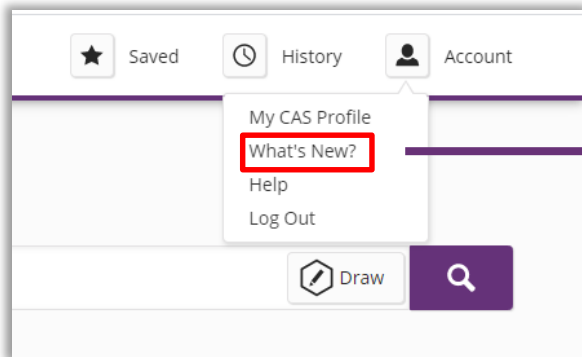 Saved History Account
My CAS Profile
What's New?
Help
Log Out
Draw